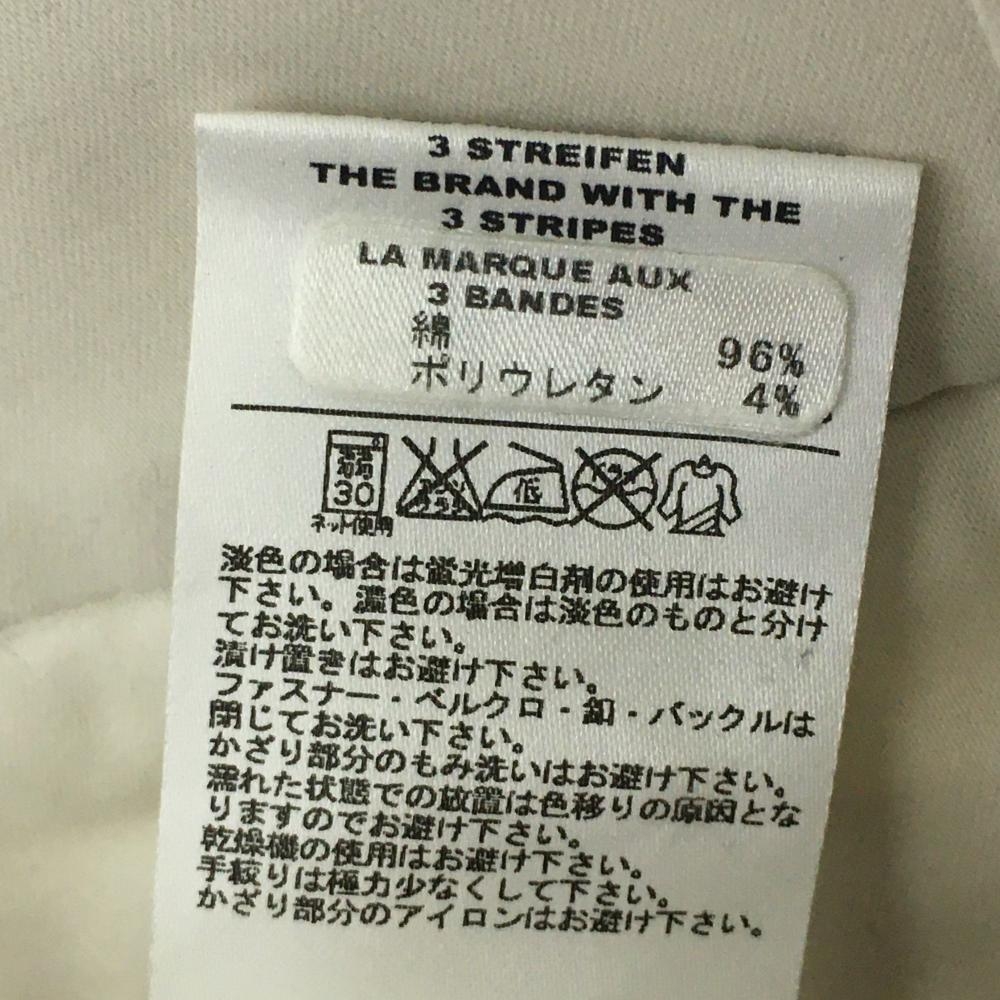 3 STREIFEN
THE BRAND WITH THE
3 STRIPES
LA MARQUE AUX
3 BANDES
綿 96%
ポリウレタン 4%
30 低
ネット使用
淡色の場合は蛍光増白剤の使用はお避け
下さい。濃色の場合は淡色のものと分け
てお洗い下さい。
漬け置きはお避け下さい。
ファスナー・ベルクロ・釦・バックルは
閉じてお洗い下さい。
かざり部分のもみ洗いはお避け下さい。
濡れた状態での放置は色移りの原因とな
りますのでお避け下さい。
乾燥機の使用はお避け下さい。
手絞りは極力少なくして下さい。
かざり部分のアイロンはお避け下さい。